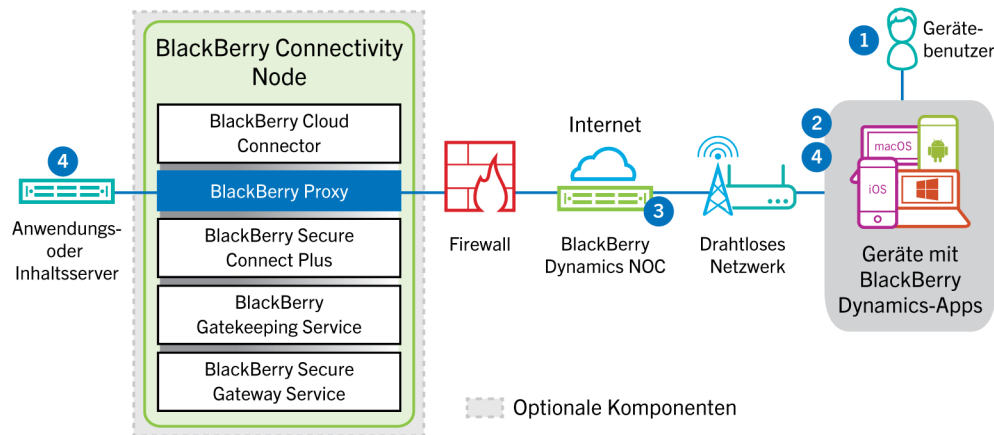 BlackBerry Connectivity
Node
BlackBerry Cloud
Connector
BlackBerry Proxy
BlackBerry Secure
Connect Plus
BlackBerry
Gatekeeping Service
BlackBerry Secure
Gateway Service
4
Anwendungs-
oder
Inhaltsserver
Firewall
Internet
3
BlackBerry
Dynamics NOC
Drahtloses
Netzwerk
1
Geräte-
benutzer
2
4
macOS
iOS
Geräte mit
BlackBerry
Dynamics-Apps
Optionale Komponenten